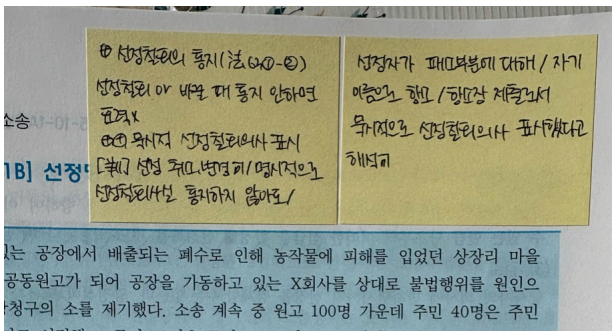 ⊕ 선정철회의 통지(法 63①-②)
선정철회 or 바꿀 때 통지 안하면
효력x
⊕⊕ 묵시적 선정철회의사 표시
[判] 선정 취소,변경可/명시적으로
선정철회사실 통지하지 않아도/
선정자가 패소부분에 대해/자기
이름으로 항소/항소장 제출로서
묵시적으로 선정철회의사 표시했다고
해석可
소송
1B] 선정
있는 공장에서 배출되는 폐수로 인해 농작물에 피해를 입었던 상장리 마을
공동원고가 되어 공장을 가동하고 있는 X회사를 상대로 불법행위를 원인으
청구의 소를 제기했다. 소송 계속 중 원고 100명 가운데 주민 40명은 주민